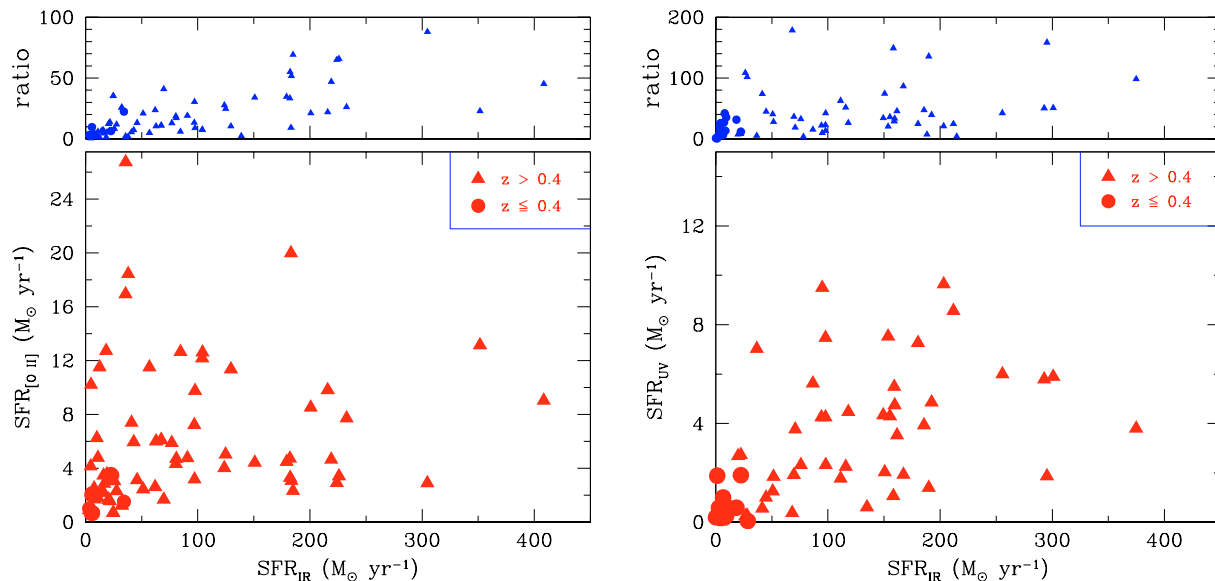 100
50
0
ratio
24
20
16
12
8
4
0
SFR[O II] (M⊙ yr−1)
z > 0.4
z ≦ 0.4
0 100 200 300 400
SFRIR (M⊙ yr−1)
200
100
0
ratio
12
8
4
0
SFRUV (M⊙ yr−1)
z > 0.4
z ≦ 0.4
0 100 200 300 400
SFRIR (M⊙ yr−1)